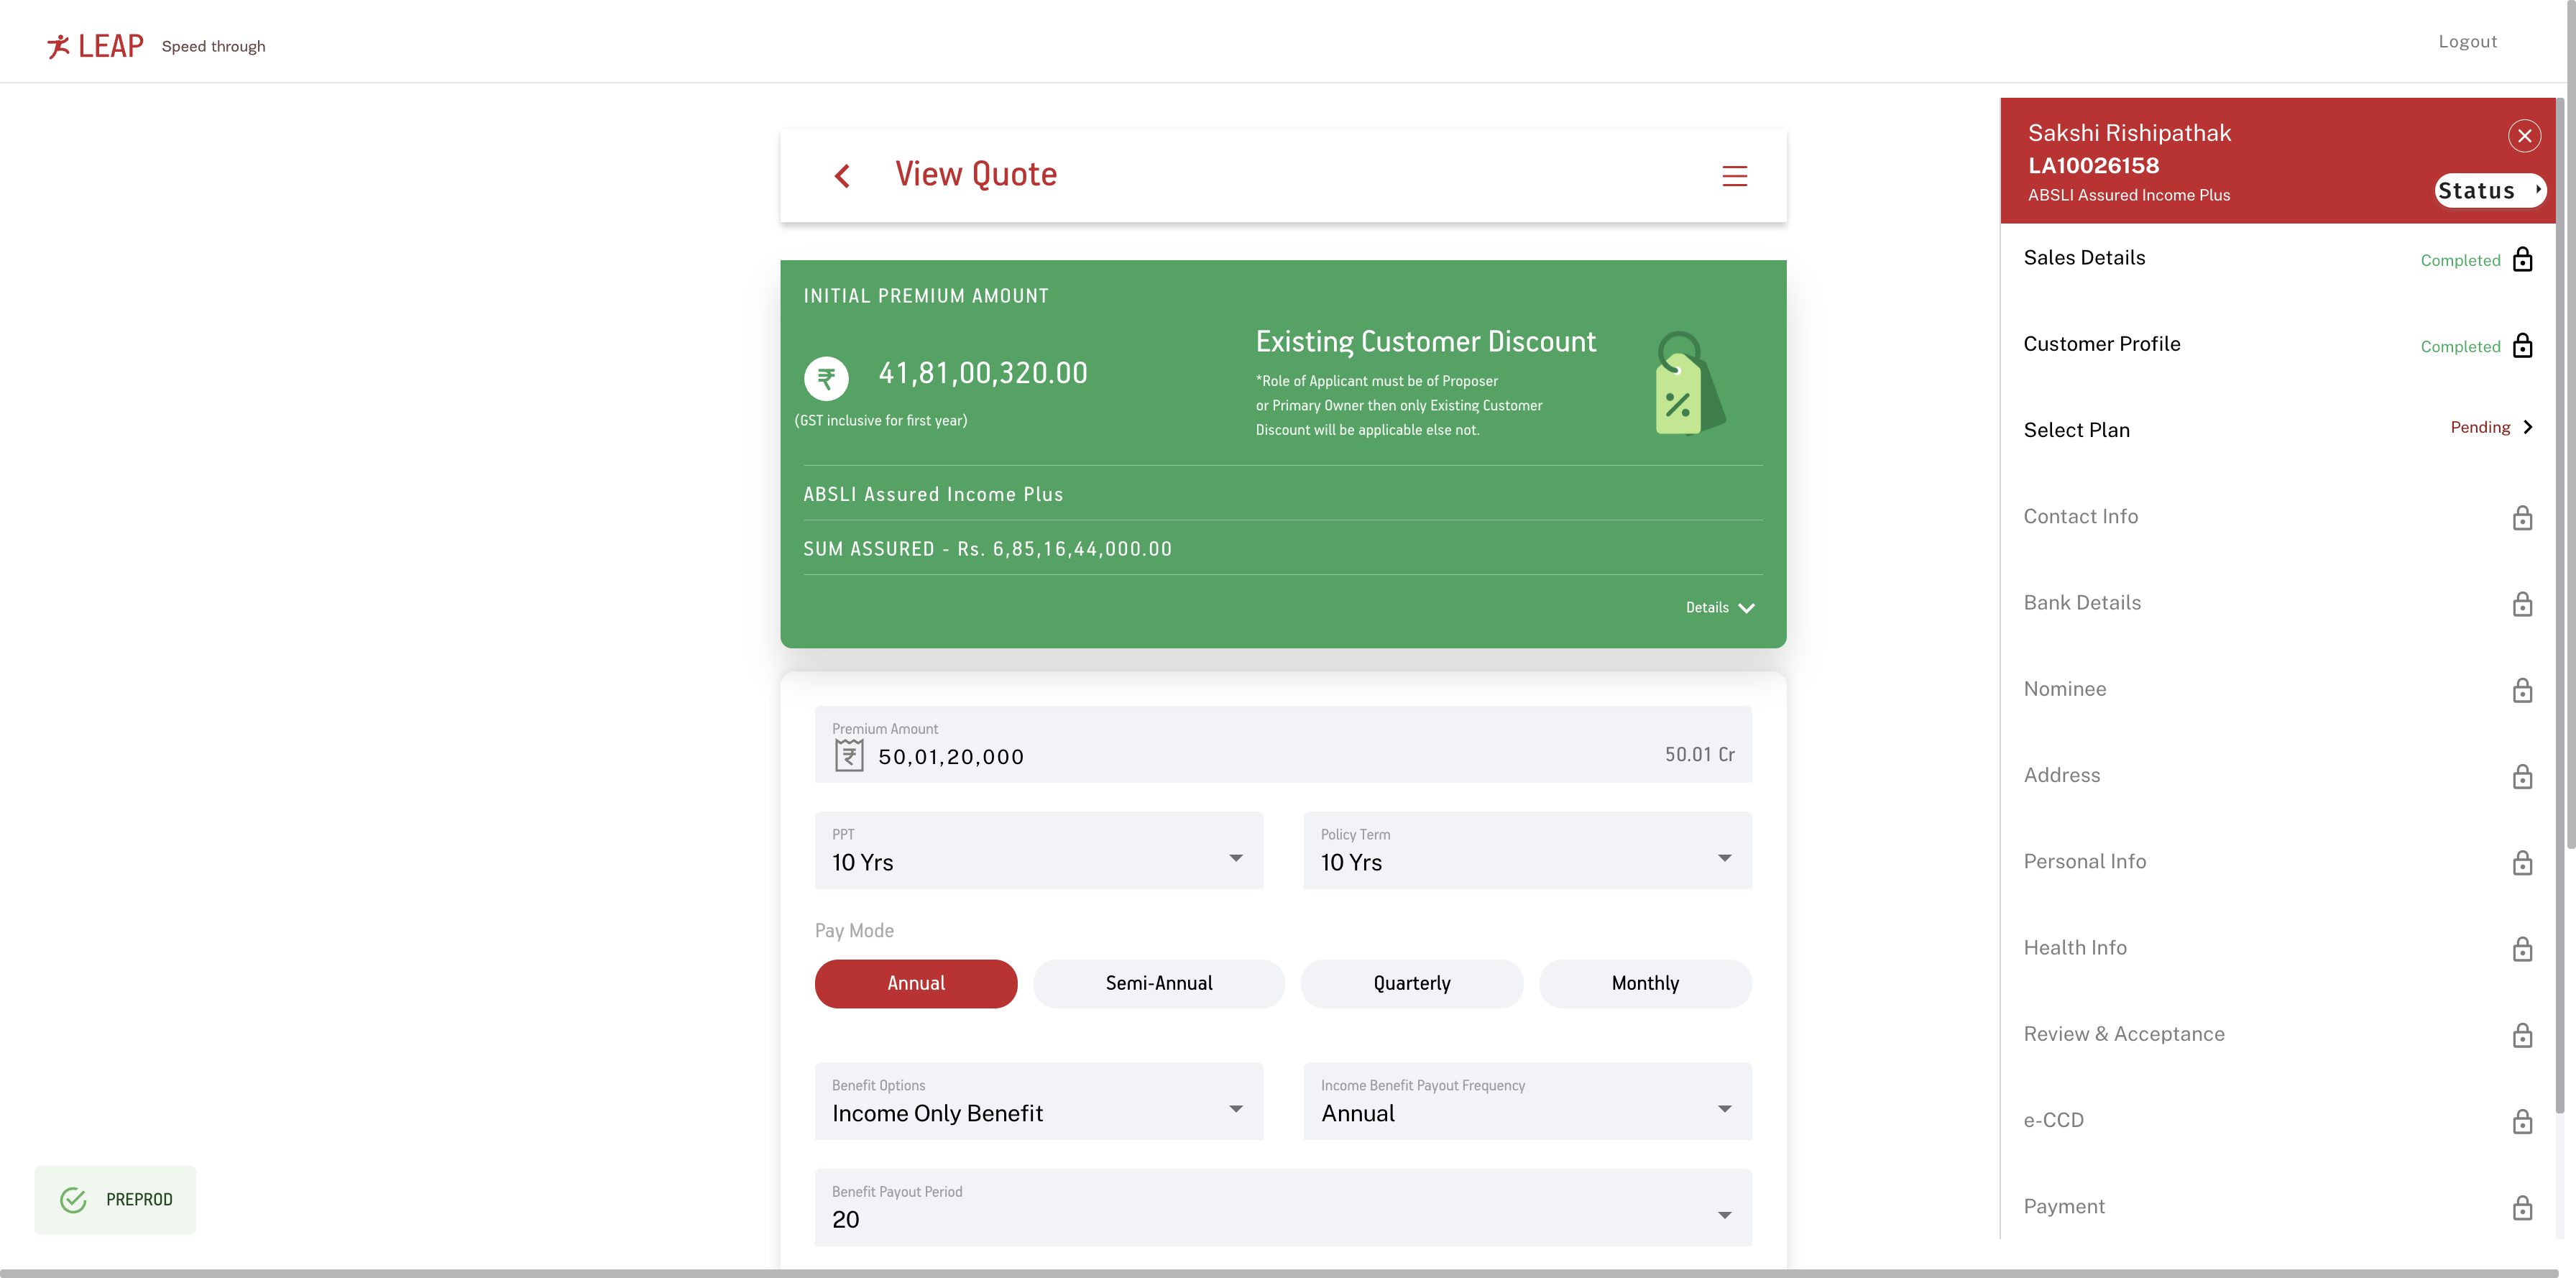 LEAP Speed through
Logout
View Quote
INITIAL PREMIUM AMOUNT
₹ 41,81,00,320.00
(GST inclusive for first year)
Existing Customer Discount
*Role of Applicant must be of Proposer
or Primary Owner then only Existing Customer
Discount will be applicable else not.
%
ABSLI Assured Income Plus
SUM ASSURED - Rs. 6,85,16,44,000.00
Details
Premium Amount
₹ 50,01,20,000 50.01 Cr
PPT
10 Yrs
Policy Term
10 Yrs
Pay Mode
Annual Semi-Annual Quarterly Monthly
Benefit Options
Income Only Benefit
Income Benefit Payout Frequency
Annual
Benefit Payout Period
20
PREPROD
Sakshi Rishipathak
LA10026158
ABSLI Assured Income Plus
Status
Sales Details Completed
Customer Profile Completed
Select Plan Pending
Contact Info
Bank Details
Nominee
Address
Personal Info
Health Info
Review & Acceptance
e-CCD
Payment